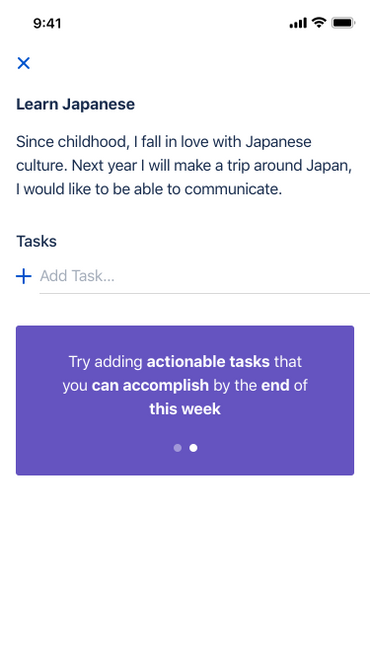 9:41
Learn Japanese
Since childhood, I fall in love with Japanese
culture. Next year I will make a trip around Japan,
I would like to be able to communicate.
Tasks
Add Task...
Try adding actionable tasks that
you can accomplish by the end of
this week